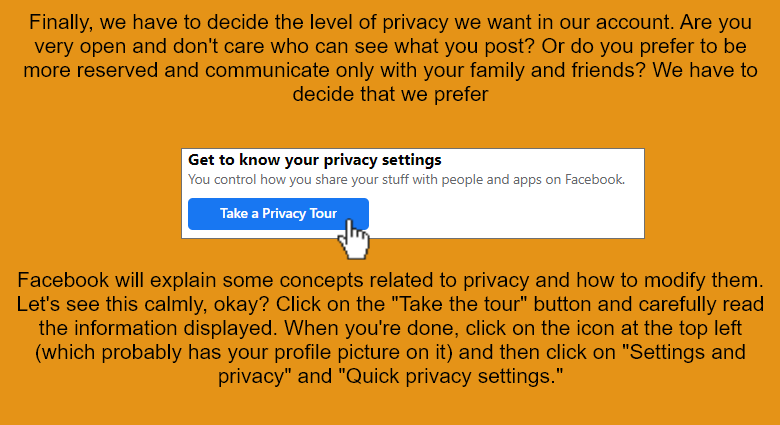 Finally, we have to decide the level of privacy we want in our account. Are you
very open and don't care who can see what you post? Or do you prefer to be
more reserved and communicate only with your family and friends? We have to
decide that we prefer
Get to know your privacy settings
You control how you share your stuff with people and apps on Facebook.
Take a Privacy Tour
Facebook will explain some concepts related to privacy and how to modify them.
Let's see this calmly, okay? Click on the "Take the tour" button and carefully read
the information displayed. When you're done, click on the icon at the top left
(which probably has your profile picture on it) and then click on "Settings and
privacy" and "Quick privacy settings."